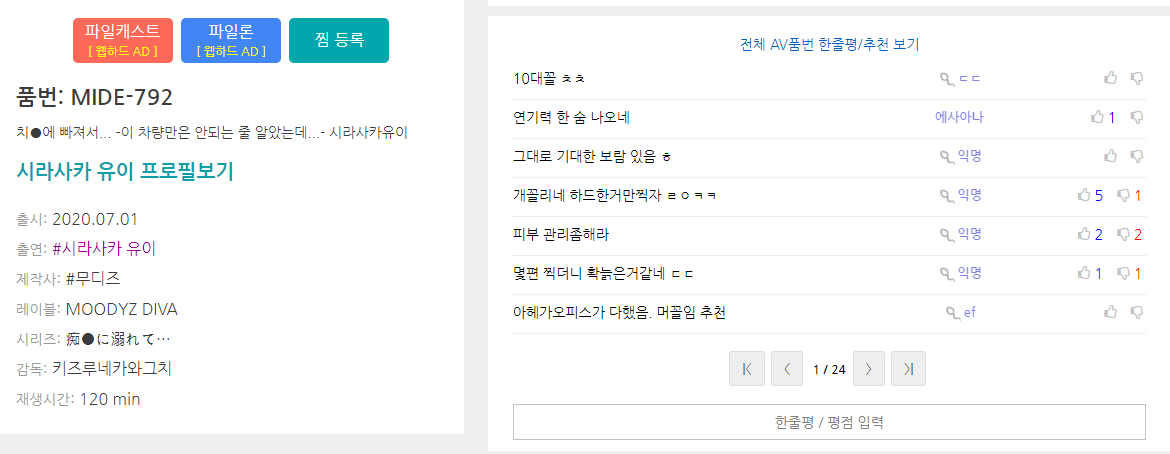 파일캐스트
[ 웹하드 AD ]
파일론
[ 웹하드 AD ]
찜 등록
품번: MIDE-792
치●에 빠져서... -이 차량만은 안되는 줄 알았는데...- 시라사카유이
시라사카 유이 프로필보기
출시: 2020.07.01
출연: #시라사카 유이
제작사: #무디즈
레이블: MOODYZ DIVA
시리즈: 痴●に溺れて…
감독: 키즈루네카와그치
재생시간: 120 min
전체 AV품번 한줄평/추천 보기
10대꼴 ㅊㅊ ㄷㄷ
연기력 한 숨 나오네 에사아나 1
그대로 기대한 보람 있음 ㅎ 익명
개꼴리네 하드한거만찍자 ㄹㅇㅋㅋ 익명 5 1
피부 관리좀해라 익명 2 2
몇편 찍더니 확늙은거같네 ㄷㄷ 익명 1 1
아헤가오피스가 다했음. 머꼴임 추천 ef
1 / 24
한줄평 / 평점 입력